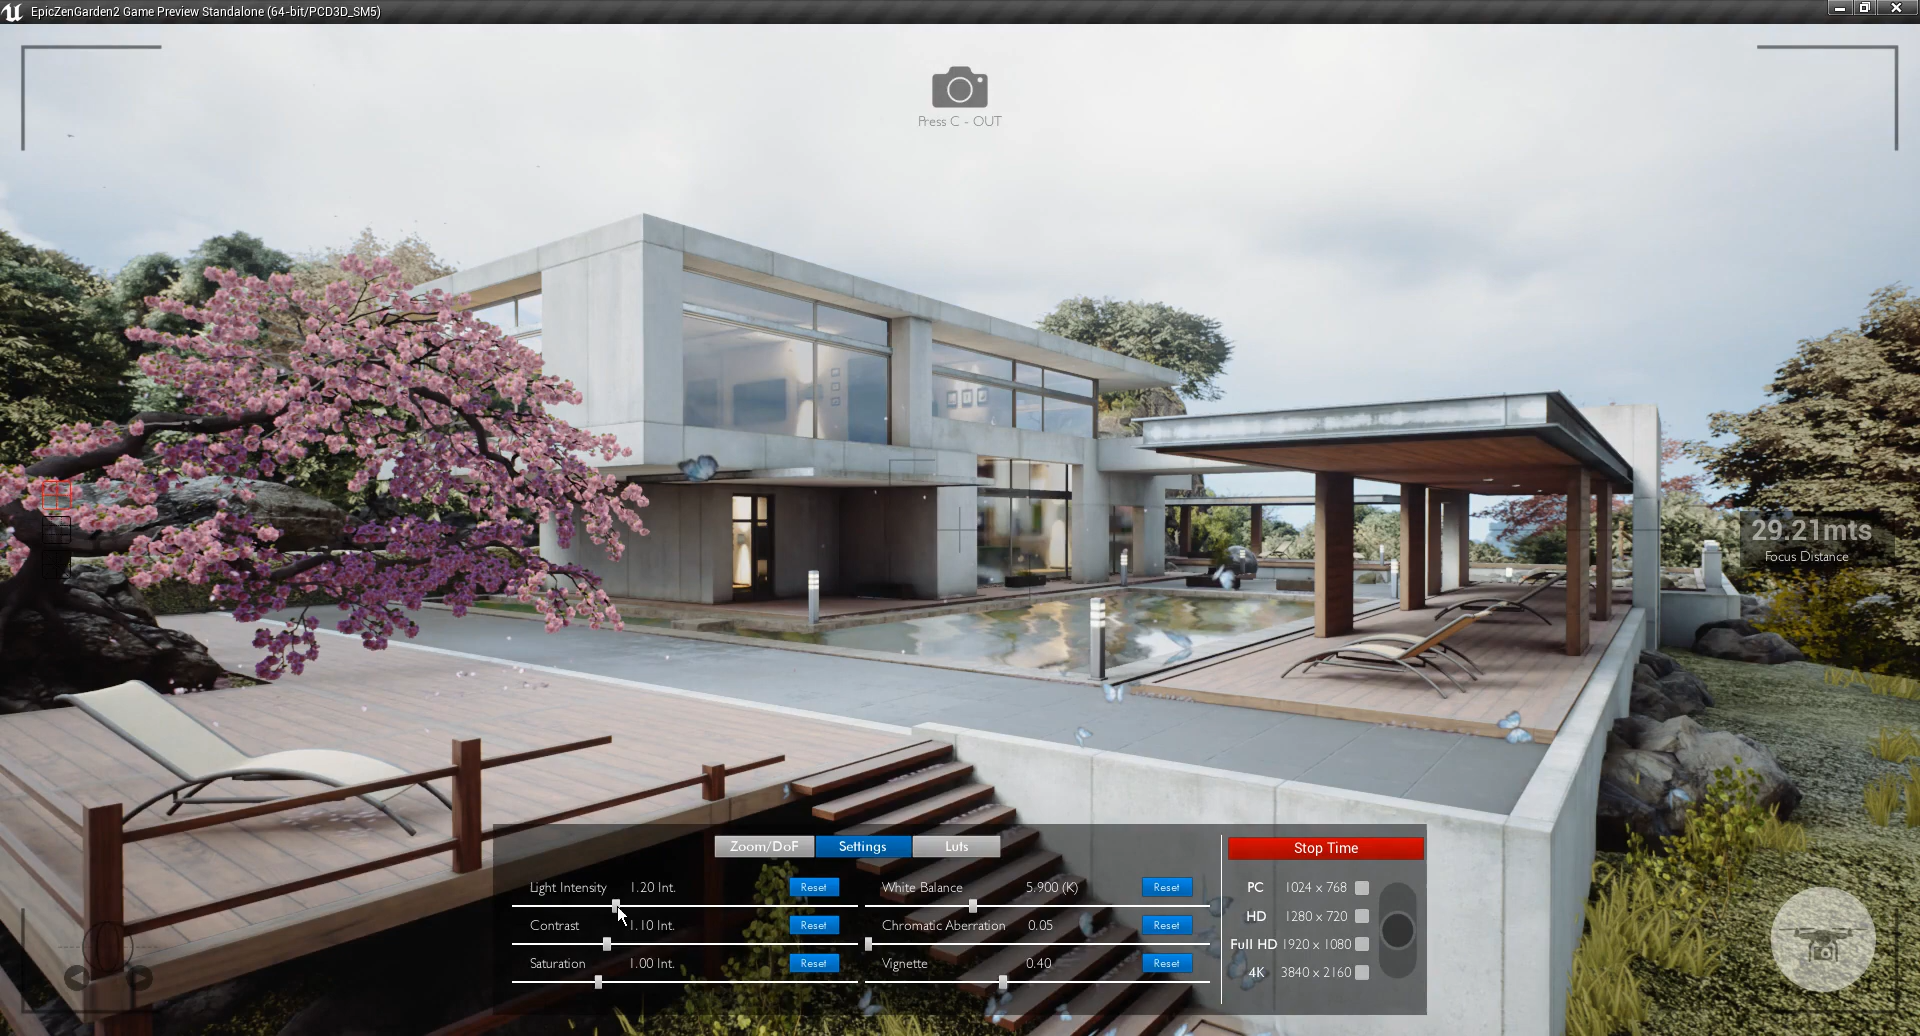 EpicZenGarden2 Game Preview Standalone (64-bit/PCD3D_SM5)
Press C - OUT
29.21mts
Focus Distance
Zoom/DoF Settings Luts
Stop Time
Light Intensity 1.20 Int. Reset
White Balance 5.900 (K) Reset
Contrast 1.10 Int. Reset
Chromatic Aberration 0.05 Reset
Saturation 1.00 Int. Reset
Vignette 0.40 Reset
PC 1024 x 768
HD 1280 x 720
Full HD 1920 x 1080
4K 3840 x 2160